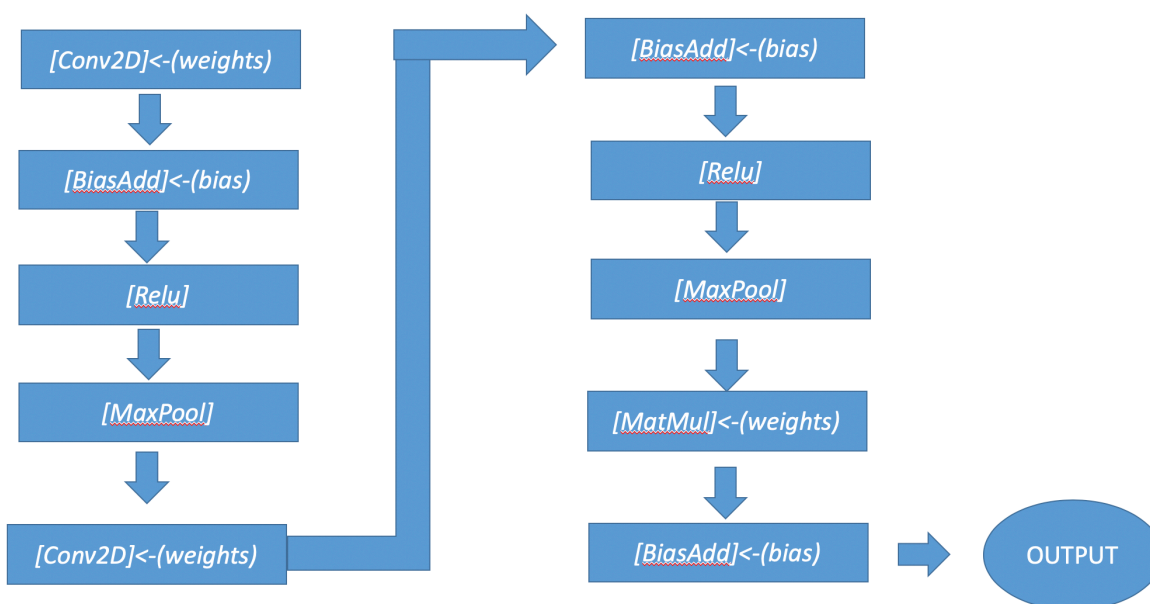 [Conv2D]<-(weights)
[BiasAdd]<-(bias)
[Relu]
[MaxPool]
[Conv2D]<-(weights)
[BiasAdd]<-(bias)
[Relu]
[MaxPool]
[MatMul]<-(weights)
[BiasAdd]<-(bias)
OUTPUT